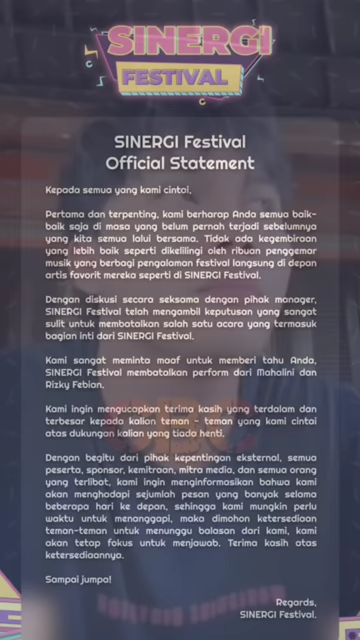 SINERGI
FESTIVAL
SINERGI Festival
Official Statement
Kepada semua yang kami cintai,
Pertama dan terpenting, kami berharap Anda semua baik-
baik saja di masa yang belum pernah terjadi sebelumnya
yang kita semua lalui bersama. Tidak ada kegembiraan
yang lebih baik seperti dikelilingi oleh ribuan penggemar
musik yang berbagi pengalaman festival langsung di depan
artis favorit mereka seperti di SINERGI Festival.
Dengan diskusi secara seksama dengan pihak manager,
SINERGI Festival telah mengambil keputusan yang sangat
sulit untuk membatalkan salah satu acara yang termasuk
bagian inti dari SINERGI Festival.
Kami sangat meminta maaf untuk memberi tahu Anda,
SINERGI Festival membatalkan perform dari Mahalini dan
Rizky Febian.
Kami ingin mengucapkan terima kasih yang terdalam dan
terbesar kepada kalian teman - teman yang kami cintai
atas dukungan kalian yang tiada henti.
Dengan begitu dari pihak kepentingan eksternal, semua
peserta, sponsor, kemitraan, mitra media, dan semua orang
yang terlibat, kami ingin menginformasikan bahwa kami
akan menghadapi sejumlah pesan yang banyak selama
beberapa hari ke depan, sehingga kami mungkin perlu
waktu untuk menanggapi, maka dimohon ketersediaan
teman-teman untuk menunggu balasan dari kami, kami
akan tetap fokus untuk menjawab. Terima kasih atas
ketersediaannya.
Sampai jumpa!
Regards,
SINERGI Festival.